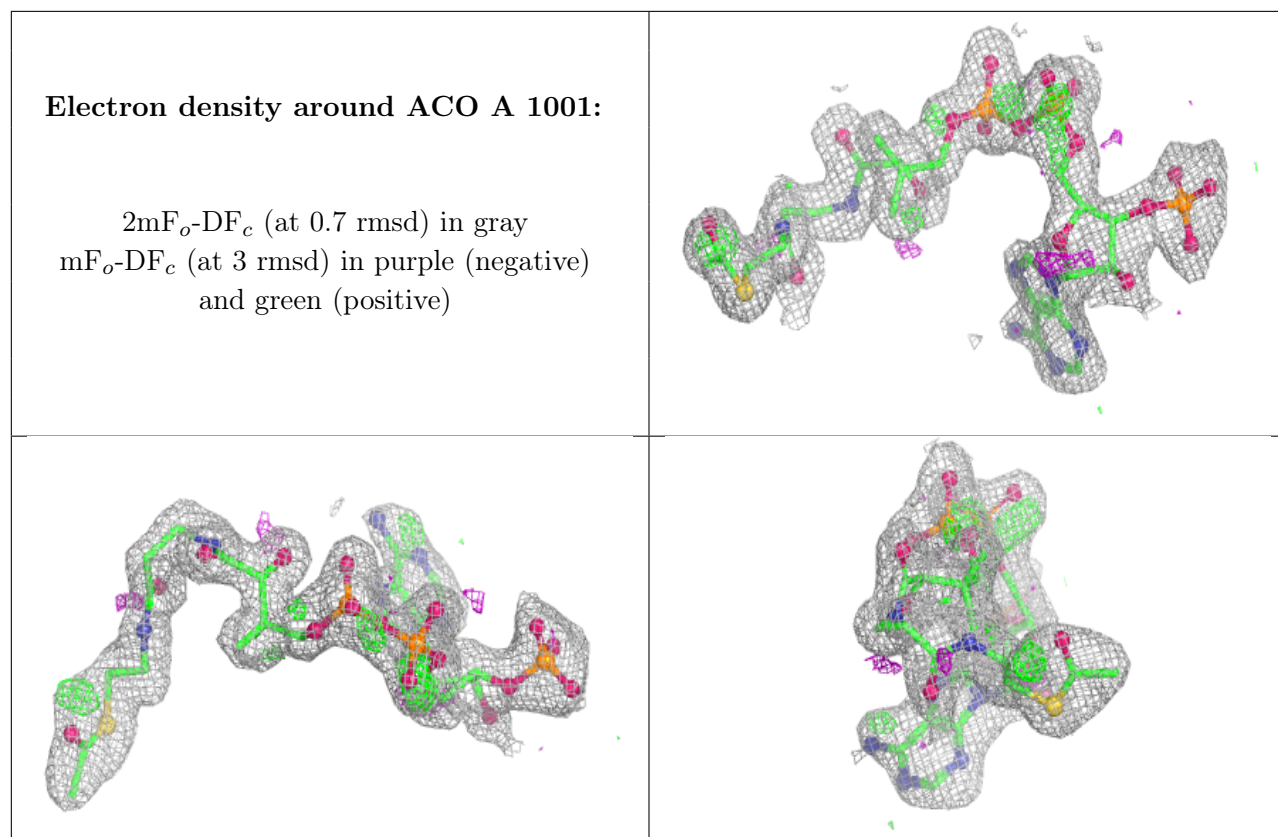 Electron density around ACO A 1001:
2mFₒ-DF𝒸 (at 0.7 rmsd) in gray
mFₒ-DF𝒸 (at 3 rmsd) in purple (negative)
and green (positive)